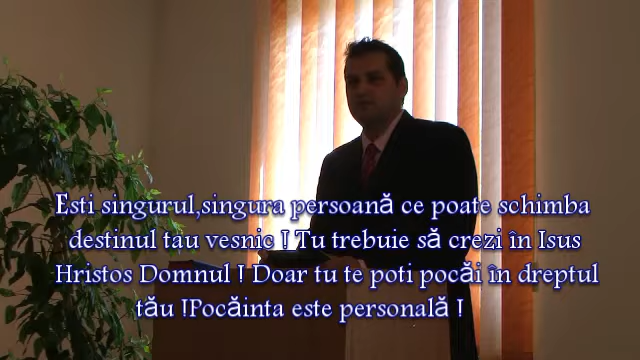 Esti singurul,singura persoană ce poate schimba
destinul tau vesnic ! Tu trebuie să crezi în Isus
Hristos Domnul ! Doar tu te poti pocăi în dreptul
tău !Pocăinta este personală !